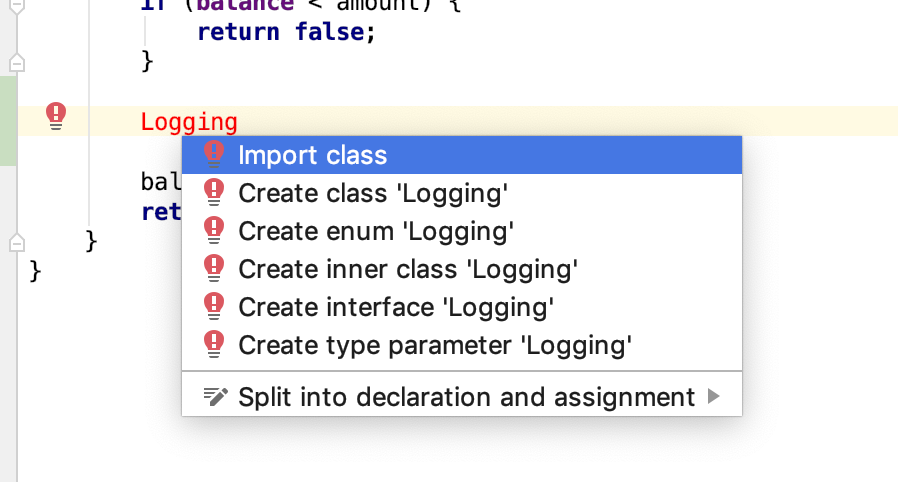 if (balance < amount) {
return false;
}
Logging
Import class
Create class 'Logging'
bal
Create enum 'Logging'
ret
}
Create inner class 'Logging'
}
Create interface 'Logging'
Create type parameter 'Logging'
Split into declaration and assignment